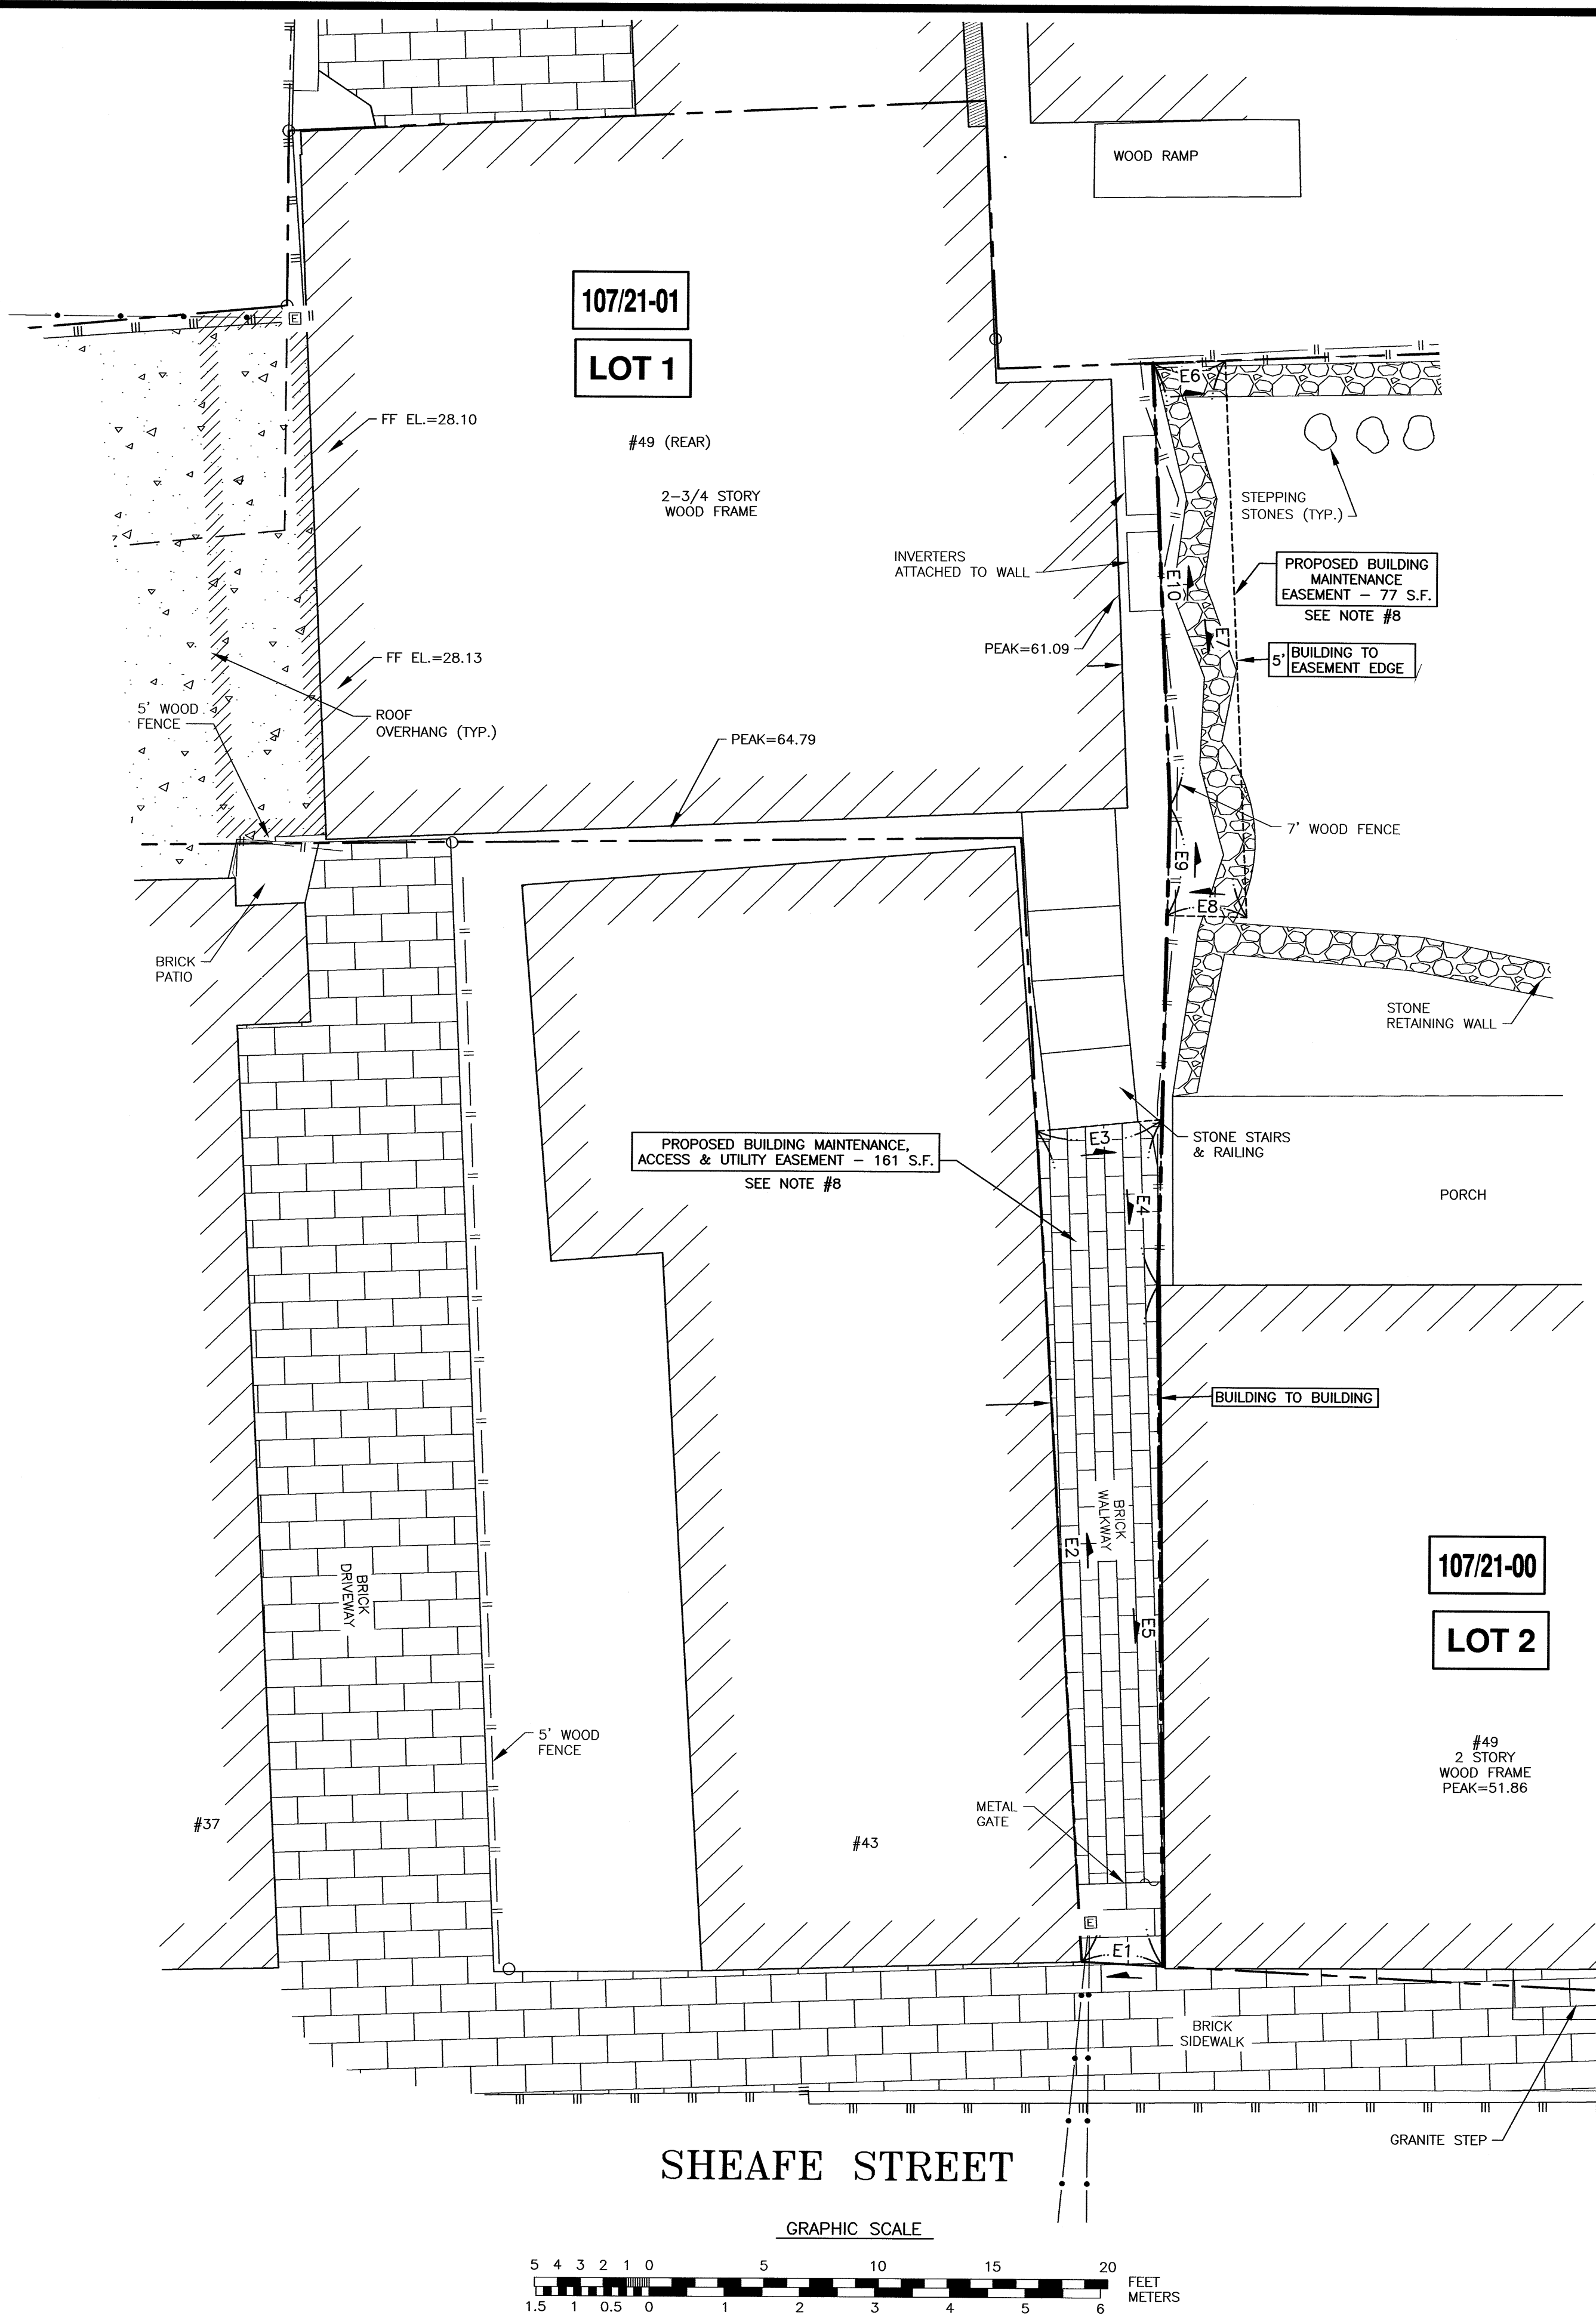 WOOD RAMP
107/21-01
LOT 1
E
E6
FF EL.=28.10
#49 (REAR)
2-3/4 STORY
WOOD FRAME
STEPPING
STONES (TYP.)
INVERTERS
ATTACHED TO WALL
E10
PROPOSED BUILDING
MAINTENANCE
EASEMENT - 77 S.F.
SEE NOTE #8
E7
PEAK=61.09
5' BUILDING TO
EASEMENT EDGE
FF EL.=28.13
5' WOOD
FENCE
ROOF
OVERHANG (TYP.)
PEAK=64.79
7' WOOD FENCE
E9
E8
BRICK
PATIO
STONE
RETAINING WALL
PROPOSED BUILDING MAINTENANCE,
ACCESS & UTILITY EASEMENT - 161 S.F.
SEE NOTE #8
E3
STONE STAIRS
& RAILING
E4
PORCH
BUILDING TO BUILDING
BRICK
WALKWAY
E2
107/21-00
LOT 2
BRICK
DRIVEWAY
E5
5' WOOD
FENCE
#49
2 STORY
WOOD FRAME
PEAK=51.86
METAL
GATE
#37
#43
E
E1
BRICK
SIDEWALK
GRANITE STEP
SHEAFE STREET
GRAPHIC SCALE
5 4 3 2 1 0 5 10 15 20
FEET
METERS
1.5 1 0.5 0 1 2 3 4 5 6